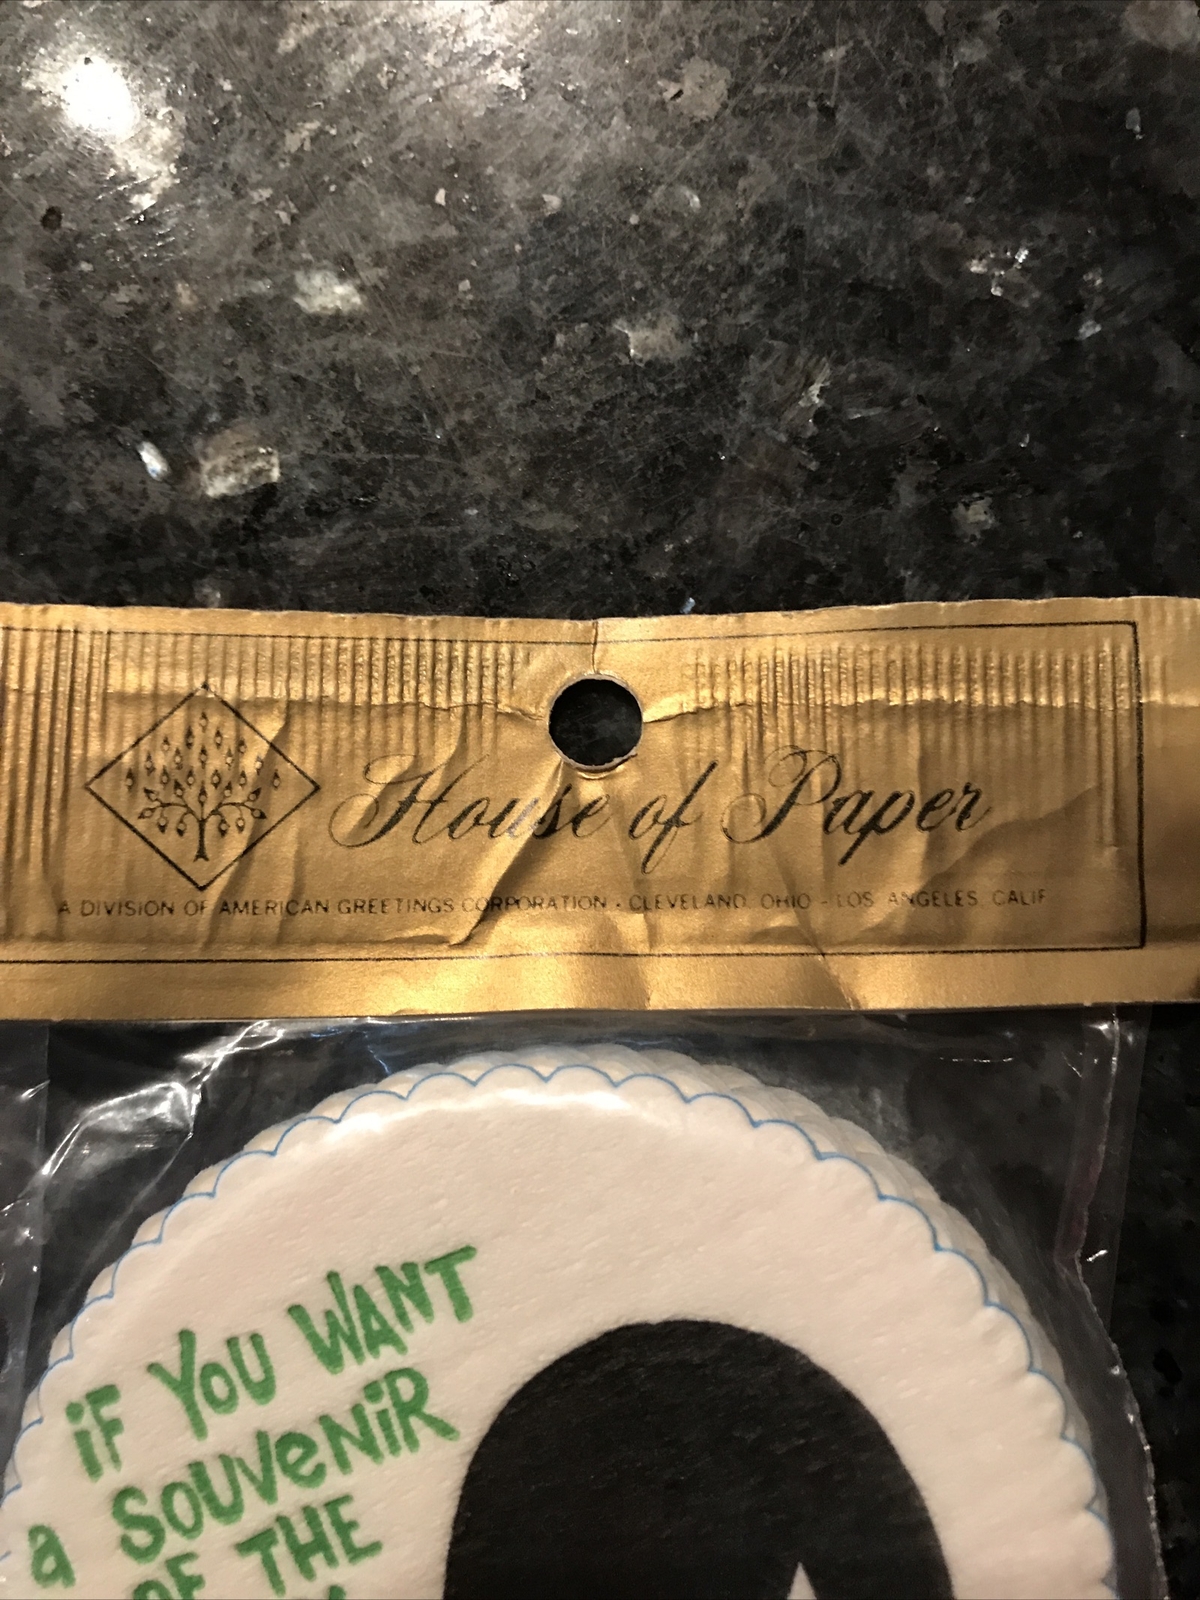 House of Paper
A DIVISION OF AMERICAN GREETINGS CORPORATION · CLEVELAND, OHIO - LOS ANGELES, CALIF
iF YOU WANT
a SOUVeNiR
OF THE